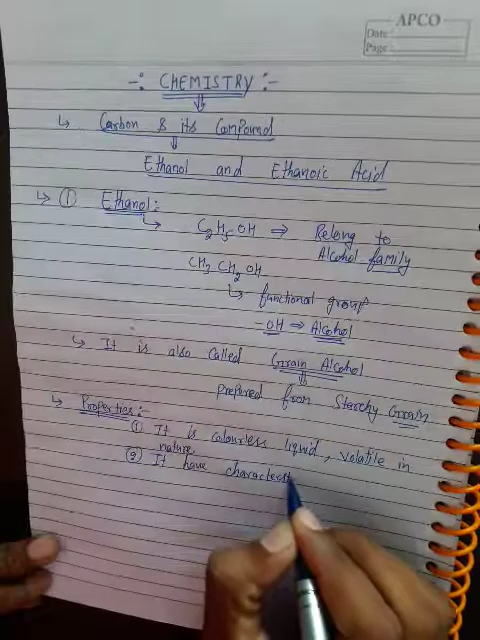 APCO
Date :
Page :
-: CHEMISTRY :-
Carbon & its Compound
Ethanol and Ethanoic Acid
① Ethanol:
C2H5OH ⇒ Belong to
Alcohol family
CH3 CH2 OH
functional group
-OH ⇒ Alcohol
It is also called Grain Alcohol
prepared from Starchy Grain
Properties:-
① It is colourless liquid, volatile in
nature.
② It have characterist